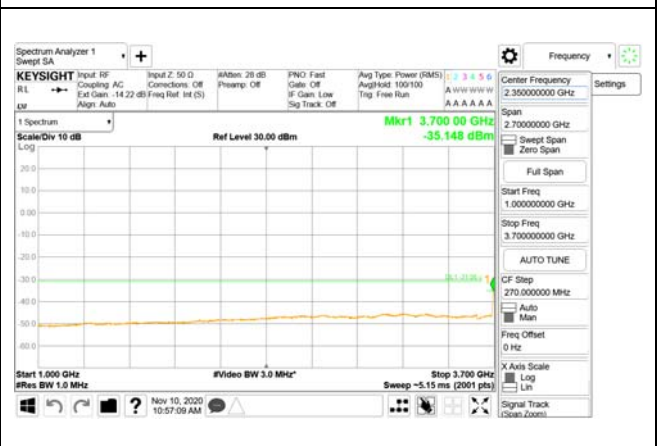 Spectrum Analyzer 1
Swept SA
+
Frequency
KEYSIGHT
RL
Input: RF
Coupling: AC
Ext Gain: -14.22 dB
Align: Auto
Input Z: 50 Ω
Corrections: Off
Freq Ref: Int (S)
#Atten: 28 dB
Preamp: Off
PNO: Fast
Gate: Off
IF Gain: Low
Sig Track: Off
Avg Type: Power (RMS)
Avg|Hold: 100/100
Trig: Free Run
1 2 3 4 5 6
A W W W W W
A A A A A A
1 Spectrum
Scale/Div 10 dB
Ref Level 30.00 dBm
Mkr1 3.700 00 GHz
-35.148 dBm
Log
20.0
10.0
0.00
-10.0
-20.0
-30.0
-40.0
-50.0
-60.0
1
Start 1.000 GHz
#Res BW 1.0 MHz
#Video BW 3.0 MHz*
Stop 3.700 GHz
Sweep ~5.15 ms (2001 pts)
Nov 10, 2020
10:57:09 AM
Settings
Center Frequency
2.350000000 GHz
Span
2.70000000 GHz
Swept Span
Zero Span
Full Span
Start Freq
1.000000000 GHz
Stop Freq
3.700000000 GHz
AUTO TUNE
CF Step
270.000000 MHz
Auto
Man
Freq Offset
0 Hz
X Axis Scale
Log
Lin
Signal Track
(Span Zoom)